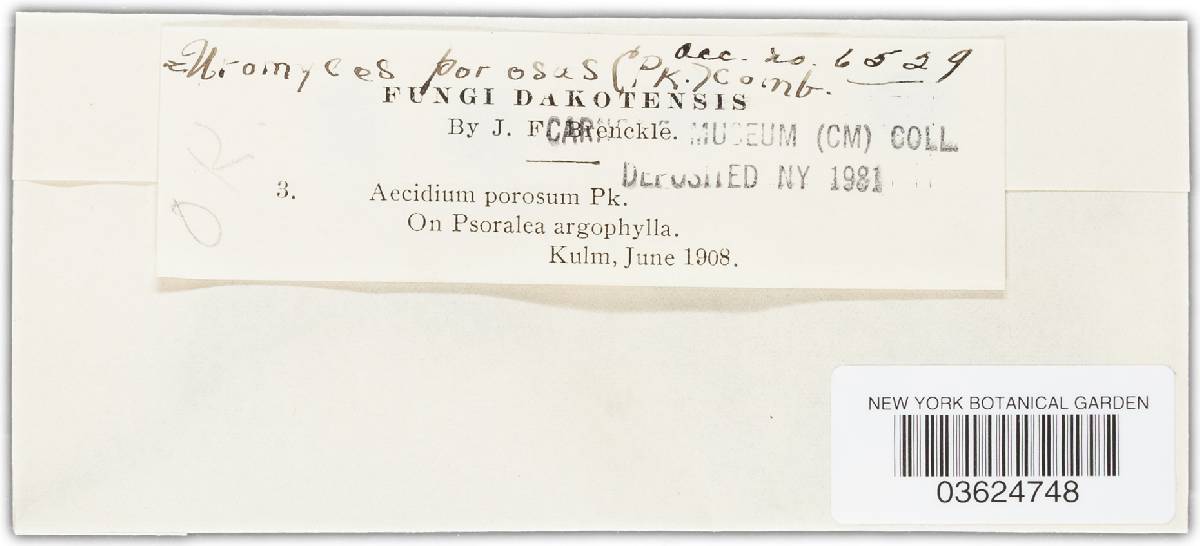 acc. no. 6529
=Uromyces porosus (Pk.) Comb.
FUNGI DAKOTENSIS
By J. F. Brenckle.
CARNEGIE MUSEUM (CM) COLL.
DEPOSITED NY 1981
OK
3. Aecidium porosum Pk.
On Psoralea argophylla.
Kulm, June 1908.
NEW YORK BOTANICAL GARDEN
03624748